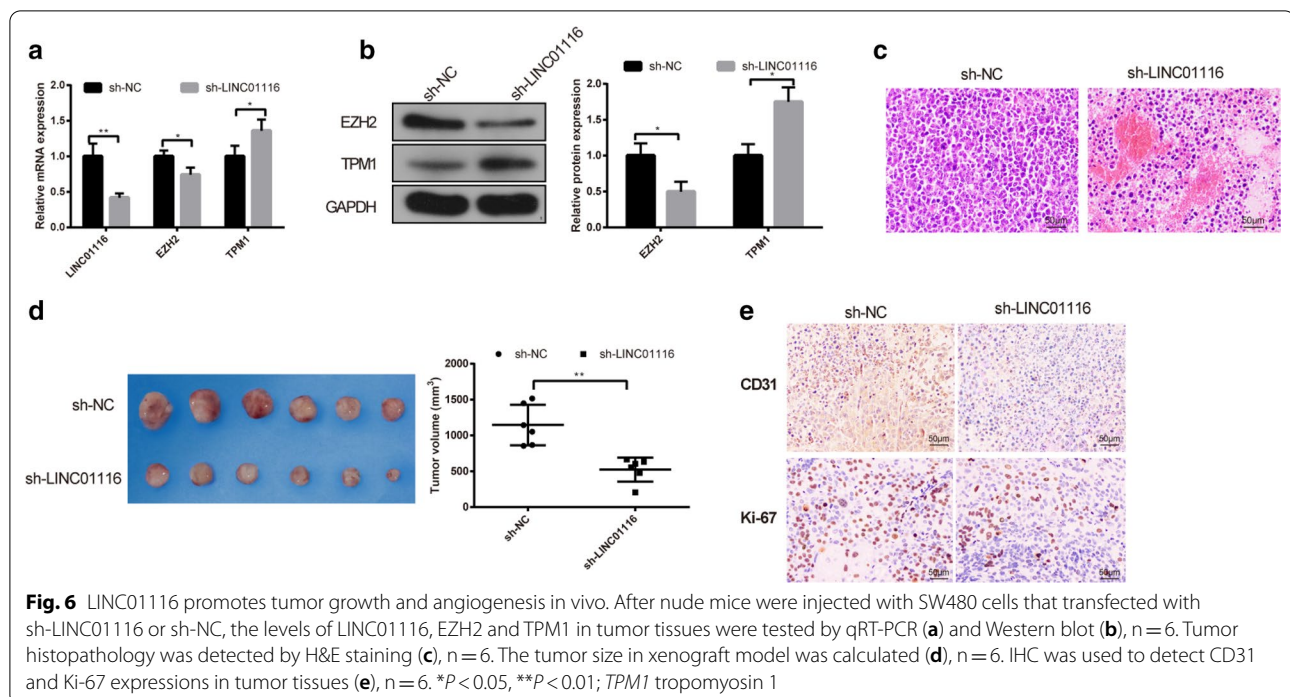 a
sh-NC
sh-LINC01116
Relative mRNA expression
2.0
1.5
1.0
0.5
0.0
**
*
*
LINC01116
EZH2
TPM1
b
sh-NC
sh-LINC01116
EZH2
TPM1
GAPDH
sh-NC
sh-LINC01116
Relative protein expression
2.0
1.5
1.0
0.5
0.0
*
*
EZH2
TPM1
c
sh-NC
sh-LINC01116
50μm
50μm
d
sh-NC
sh-LINC01116
sh-NC
sh-LINC01116
Tumor volume (mm³)
2000
1500
1000
500
0
**
sh-NC
sh-LINC01116
e
sh-NC
sh-LINC01116
CD31
50μm
50μm
Ki-67
50μm
50μm
Fig. 6 LINC01116 promotes tumor growth and angiogenesis in vivo. After nude mice were injected with SW480 cells that transfected with
sh-LINC01116 or sh-NC, the levels of LINC01116, EZH2 and TPM1 in tumor tissues were tested by qRT-PCR (a) and Western blot (b), n = 6. Tumor
histopathology was detected by H&E staining (c), n = 6. The tumor size in xenograft model was calculated (d), n = 6. IHC was used to detect CD31
and Ki-67 expressions in tumor tissues (e), n = 6. *P < 0.05, **P < 0.01; TPM1 tropomyosin 1